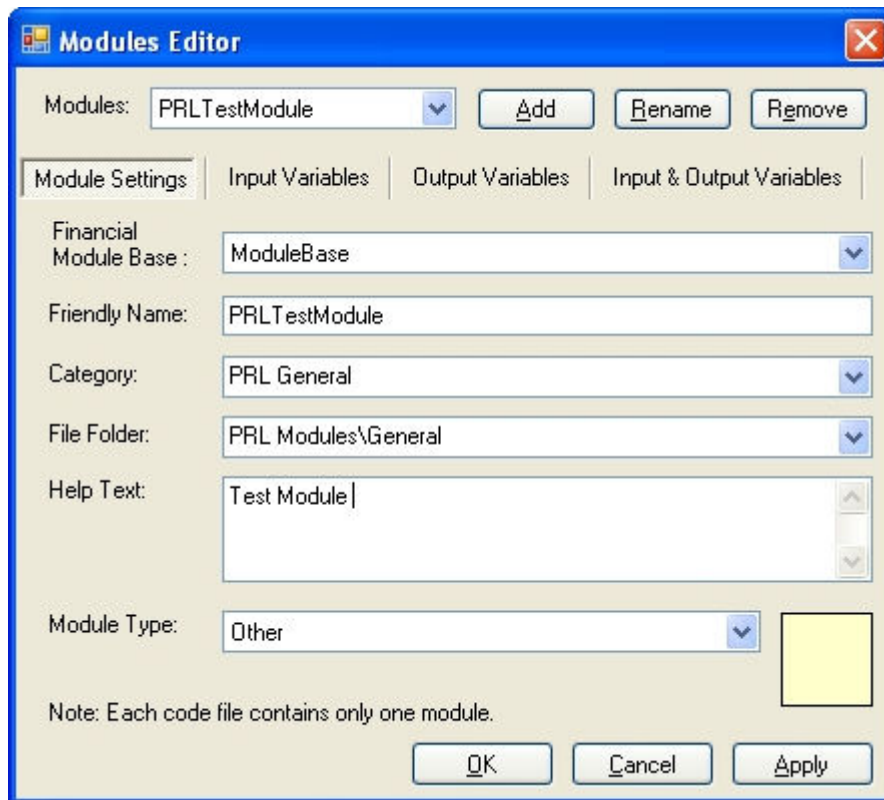 Modules Editor
Modules: PRLTestModule Add Rename Remove
Module Settings Input Variables Output Variables Input & Output Variables
Financial
Module Base : ModuleBase
Friendly Name: PRLTestModule
Category: PRL General
File Folder: PRL Modules\General
Help Text: Test Module
Module Type: Other
Note: Each code file contains only one module.
OK Cancel Apply